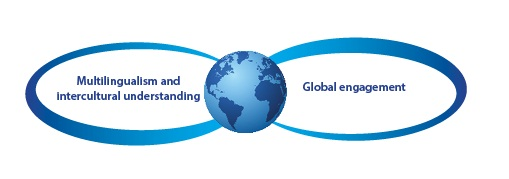 Multilingualism and
intercultural understanding
Global engagement